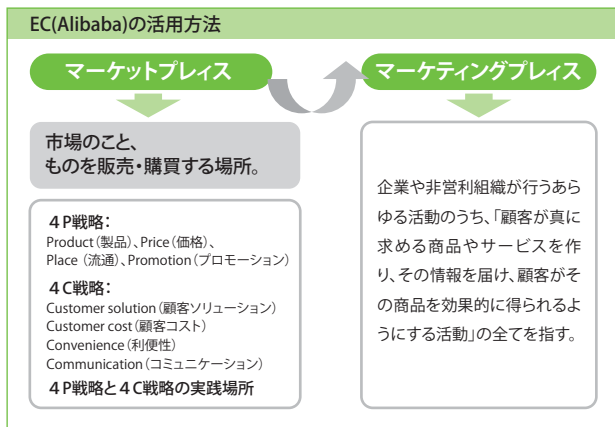 EC(Alibaba)の活用方法
マーケットプレィス
市場のこと、
ものを販売・購買する場所。
４P戦略：
Product（製品）、Price（価格）、
Place （流通）、Promotion（プロモーション）
４C戦略：
Customer solution（顧客ソリューション）
Customer cost（顧客コスト）
Convenience（利便性）
Communication（コミュニケーション）
４P戦略と４C戦略の実践場所
マーケティングプレィス
企業や非営利組織が行うあら
ゆる活動のうち、「顧客が真に
求める商品やサービスを作
り、その情報を届け、顧客がそ
の商品を効果的に得られるよ
うにする活動」の全てを指す。